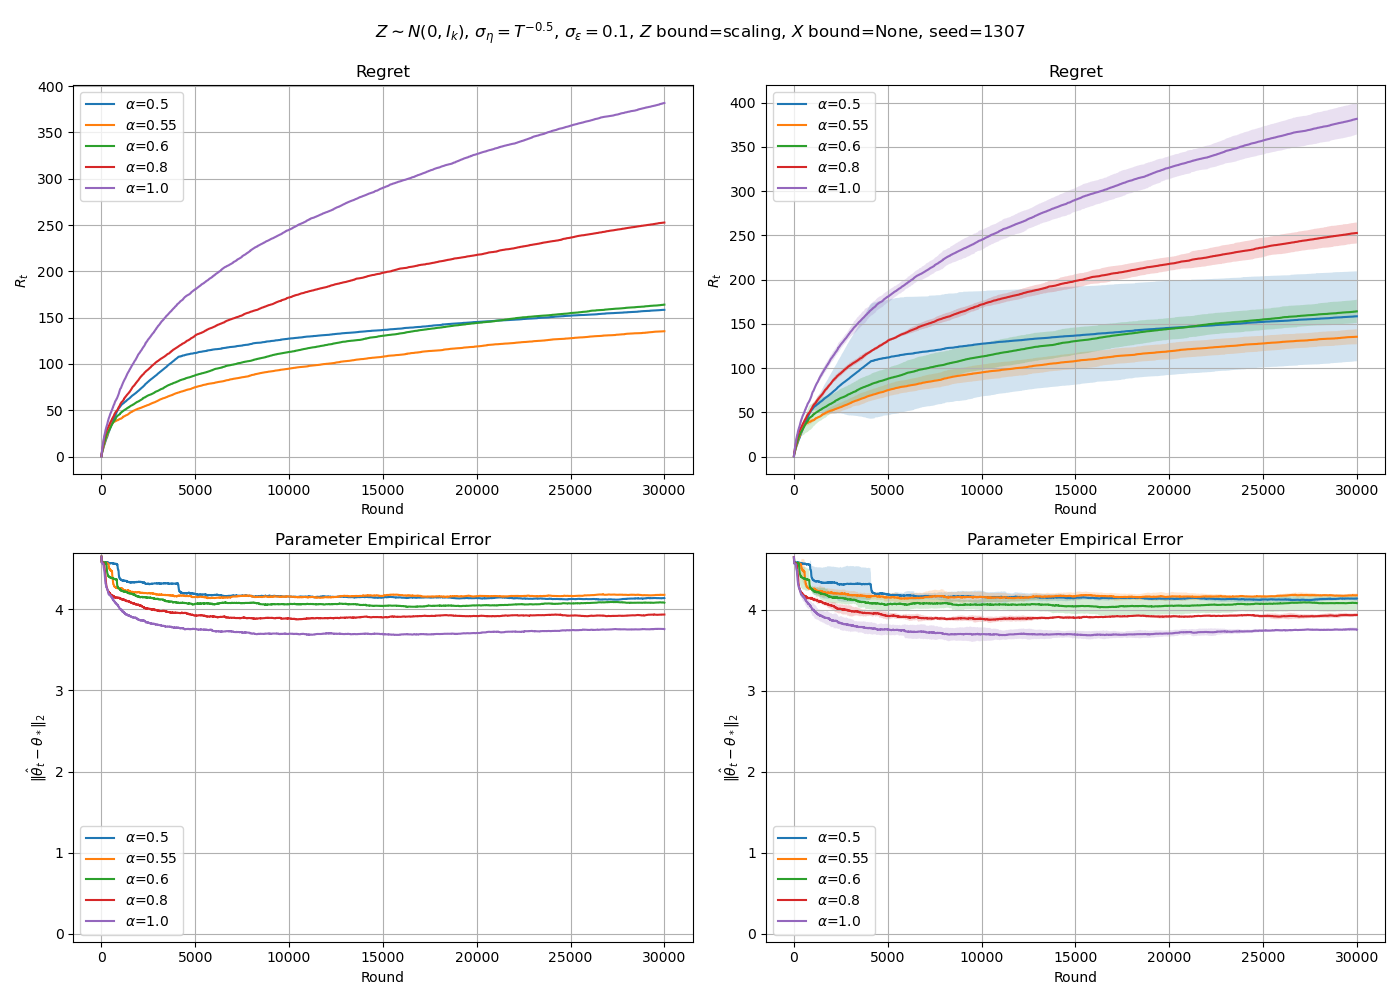 Z ∼ N(0, I_k), σ_η = T^{−0.5}, σ_ε = 0.1, Z bound=scaling, X bound=None, seed=1307
Regret
R_t
400
350
300
250
200
150
100
50
0
α=0.5
α=0.55
α=0.6
α=0.8
α=1.0
0 5000 10000 15000 20000 25000 30000
Round
Regret
R_t
400
350
300
250
200
150
100
50
0
α=0.5
α=0.55
α=0.6
α=0.8
α=1.0
0 5000 10000 15000 20000 25000 30000
Round
Parameter Empirical Error
‖θ̂_t − θ_*‖_2
4
3
2
1
0
α=0.5
α=0.55
α=0.6
α=0.8
α=1.0
0 5000 10000 15000 20000 25000 30000
Round
Parameter Empirical Error
‖θ̂_t − θ_*‖_2
4
3
2
1
0
α=0.5
α=0.55
α=0.6
α=0.8
α=1.0
0 5000 10000 15000 20000 25000 30000
Round